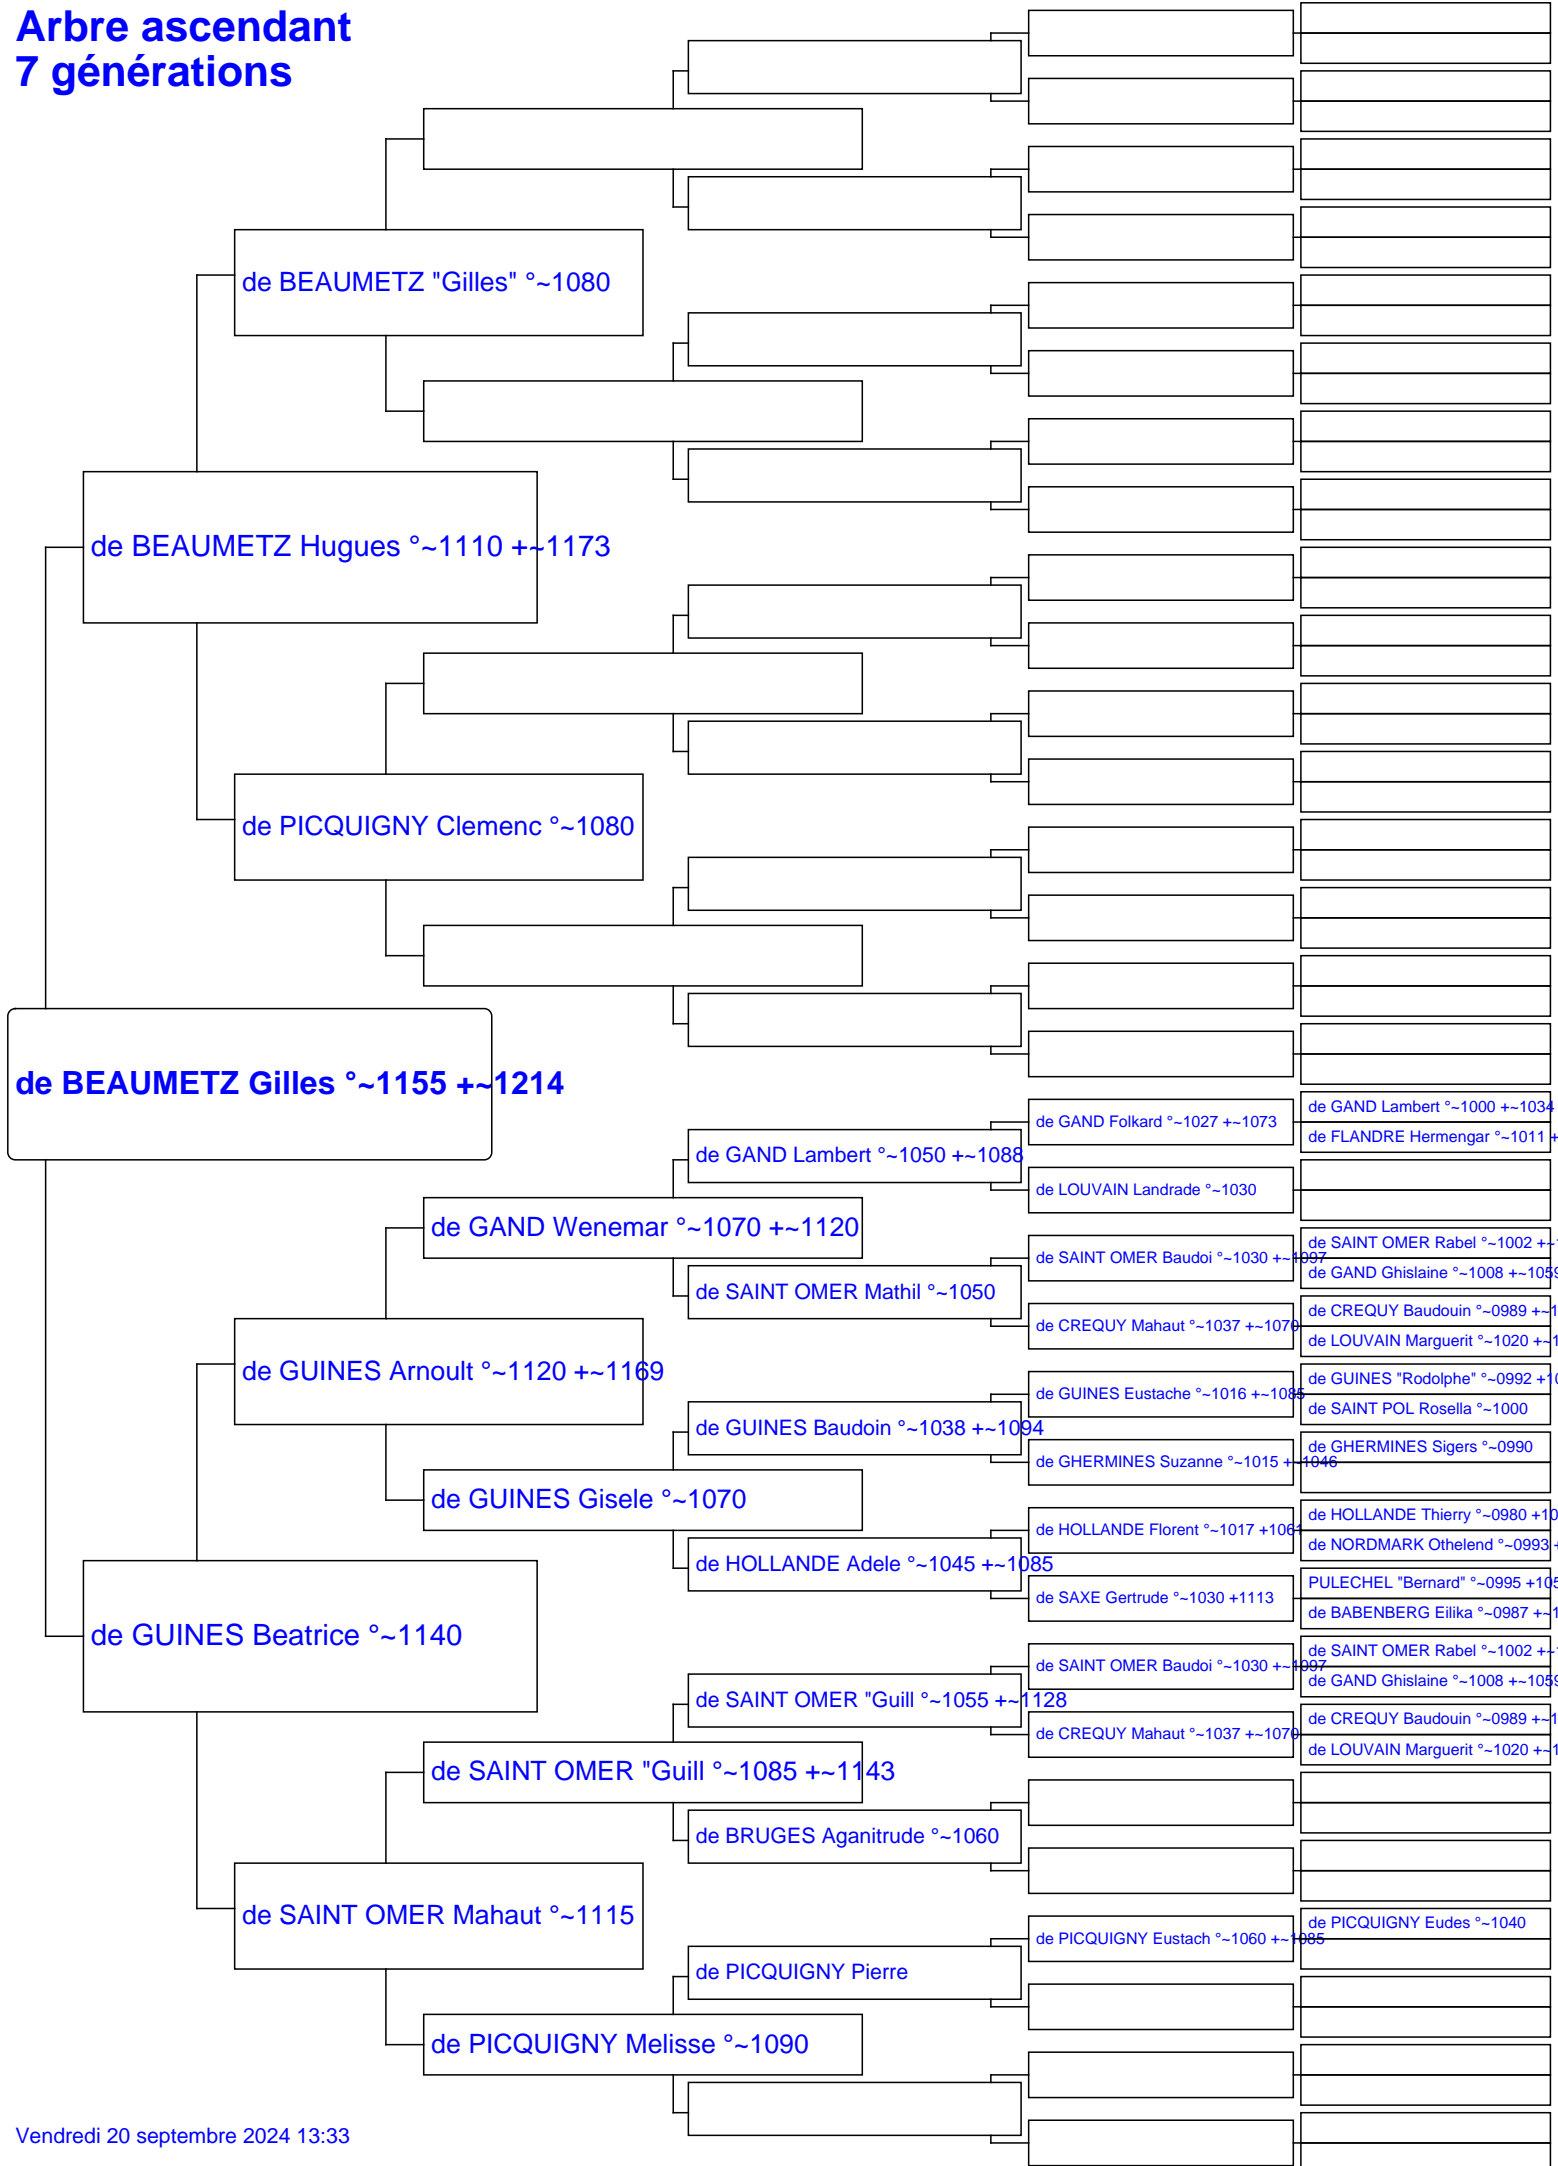 Arbre ascendant
7 générations
de BEAUMETZ "Gilles" °~1080
de BEAUMETZ Hugues °~1110 +~1173
de PICQUIGNY Clemenc °~1080
de BEAUMETZ Gilles °~1155 +~1214
de GAND Lambert °~1000 +~1034
de GAND Folkard °~1027 +~1073
de FLANDRE Hermengar °~1011 +
de GAND Lambert °~1050 +~1088
de LOUVAIN Landrade °~1030
de GAND Wenemar °~1070 +~1120
de SAINT OMER Rabel °~1002 +~1
de SAINT OMER Baudoi °~1030 +~1097
de GAND Ghislaine °~1008 +~1059
de SAINT OMER Mathil °~1050
de CREQUY Baudouin °~0989 +~1
de CREQUY Mahaut °~1037 +~1070
de LOUVAIN Marguerit °~1020 +~1
de GUINES Arnoult °~1120 +~1169
de GUINES "Rodolphe" °~0992 +10
de GUINES Eustache °~1016 +~1085
de SAINT POL Rosella °~1000
de GUINES Baudoin °~1038 +~1094
de GHERMINES Sigers °~0990
de GHERMINES Suzanne °~1015 +~1046
de GUINES Gisele °~1070
de HOLLANDE Thierry °~0980 +10
de HOLLANDE Florent °~1017 +1061
de NORDMARK Othelend °~0993 +
de HOLLANDE Adele °~1045 +~1085
PULECHEL "Bernard" °~0995 +105
de SAXE Gertrude °~1030 +1113
de BABENBERG Eilika °~0987 +~1
de GUINES Beatrice °~1140
de SAINT OMER Rabel °~1002 +~1
de SAINT OMER Baudoi °~1030 +~1097
de GAND Ghislaine °~1008 +~1059
de SAINT OMER "Guill °~1055 +~1128
de CREQUY Baudouin °~0989 +~1
de CREQUY Mahaut °~1037 +~1070
de LOUVAIN Marguerit °~1020 +~1
de SAINT OMER "Guill °~1085 +~1143
de BRUGES Aganitrude °~1060
de SAINT OMER Mahaut °~1115
de PICQUIGNY Eudes °~1040
de PICQUIGNY Eustach °~1060 +~1085
de PICQUIGNY Pierre
de PICQUIGNY Melisse °~1090
Vendredi 20 septembre 2024 13:33